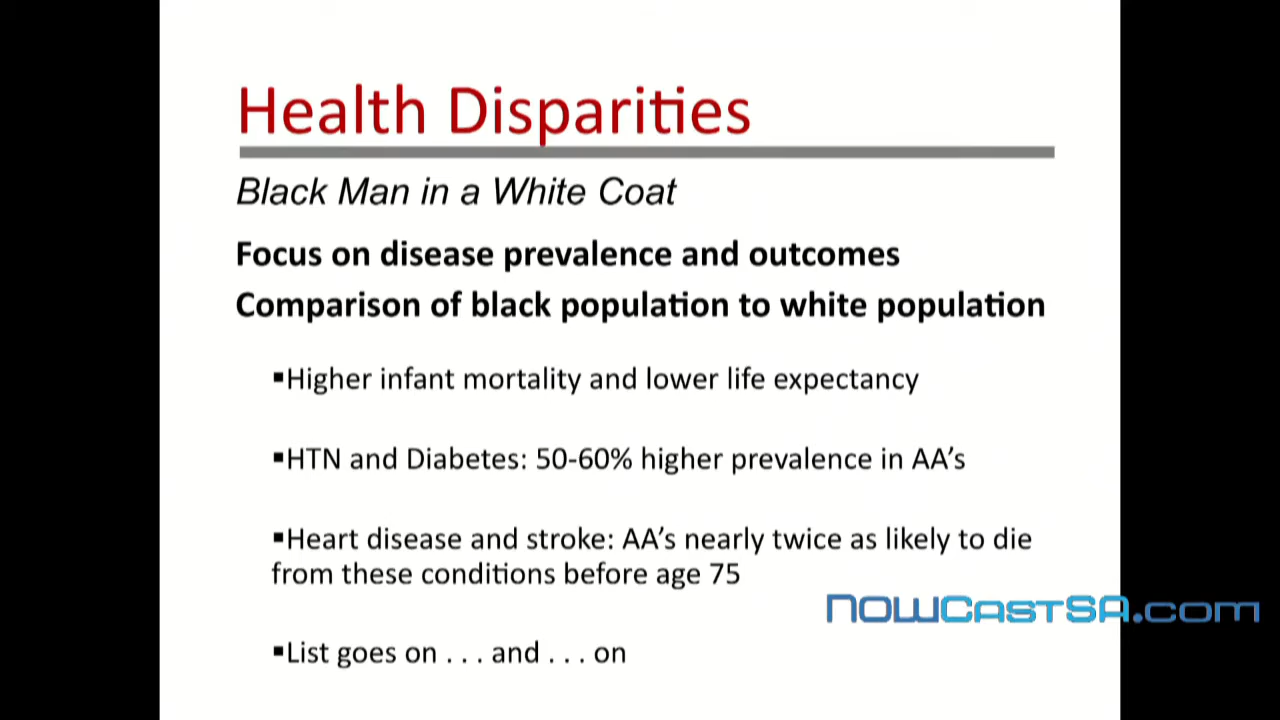 Health Disparities
Black Man in a White Coat
Focus on disease prevalence and outcomes
Comparison of black population to white population
▪Higher infant mortality and lower life expectancy
▪HTN and Diabetes: 50-60% higher prevalence in AA’s
▪Heart disease and stroke: AA’s nearly twice as likely to die
from these conditions before age 75
NOWCastSA.com
▪List goes on . . . and . . . on